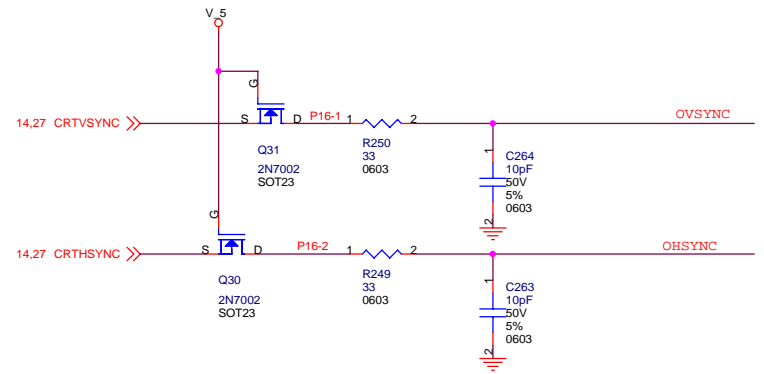 V_5
G
14,27 CRTVSYNC
S
D
P16-1
1
2
OVSYNC
Q31
2N7002
SOT23
R250
33
0603
1
C264
10pF
50V
5%
0603
2
G
14,27 CRTHSYNC
S
D
P16-2
1
2
OHSYNC
Q30
2N7002
SOT23
R249
33
0603
1
C263
10pF
50V
5%
0603
2